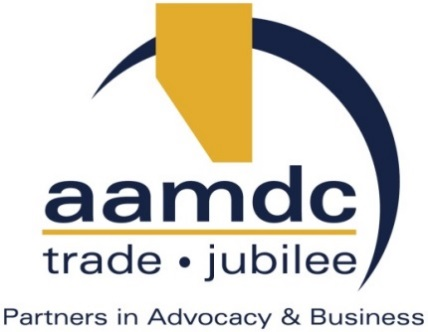 aamdc
trade • jubilee
Partners in Advocacy & Business